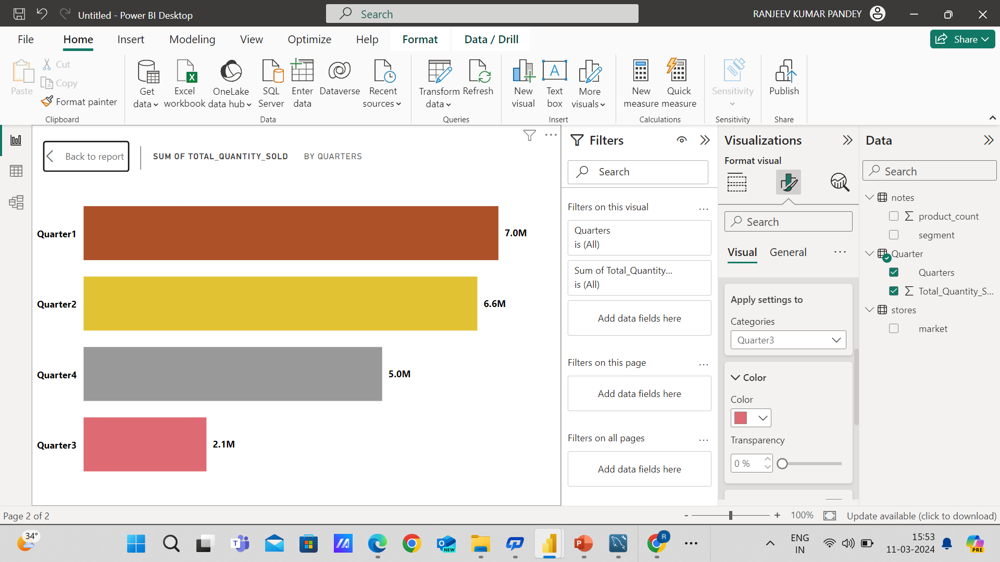 Untitled - Power BI Desktop
Search
RANJEEV KUMAR PANDEY
File
Home
Insert
Modeling
View
Optimize
Help
Format
Data / Drill
Share
Paste
Cut
Copy
Format painter
Clipboard
Get
data
Excel
workbook
OneLake
data hub
SQL
Server
Enter
data
Dataverse
Recent
sources
Data
Transform
data
Refresh
Queries
New
visual
Text
box
More
visuals
Insert
New
measure
Quick
measure
Calculations
Sensitivity
Sensitivity
Publish
Share
Back to report
SUM OF TOTAL_QUANTITY_SOLD
BY QUARTERS
Quarter1
7.0M
Quarter2
6.6M
Quarter4
5.0M
Quarter3
2.1M
Filters
Search
Filters on this visual
...
Quarters
is (All)
Sum of Total_Quantity...
is (All)
Add data fields here
Filters on this page
...
Add data fields here
Filters on all pages
...
Add data fields here
Visualizations
Format visual
Search
Visual
General
...
Apply settings to
Categories
Quarter3
Color
Color
Transparency
0 %
Data
Search
notes
∑ product_count
segment
Quarter
Quarters
∑ Total_Quantity_S...
stores
market
Page 2 of 2
- + 100%
Update available (click to download)
34°
T
X
NEW
P
R
ENG
IN
15:53
11-03-2024
PRE